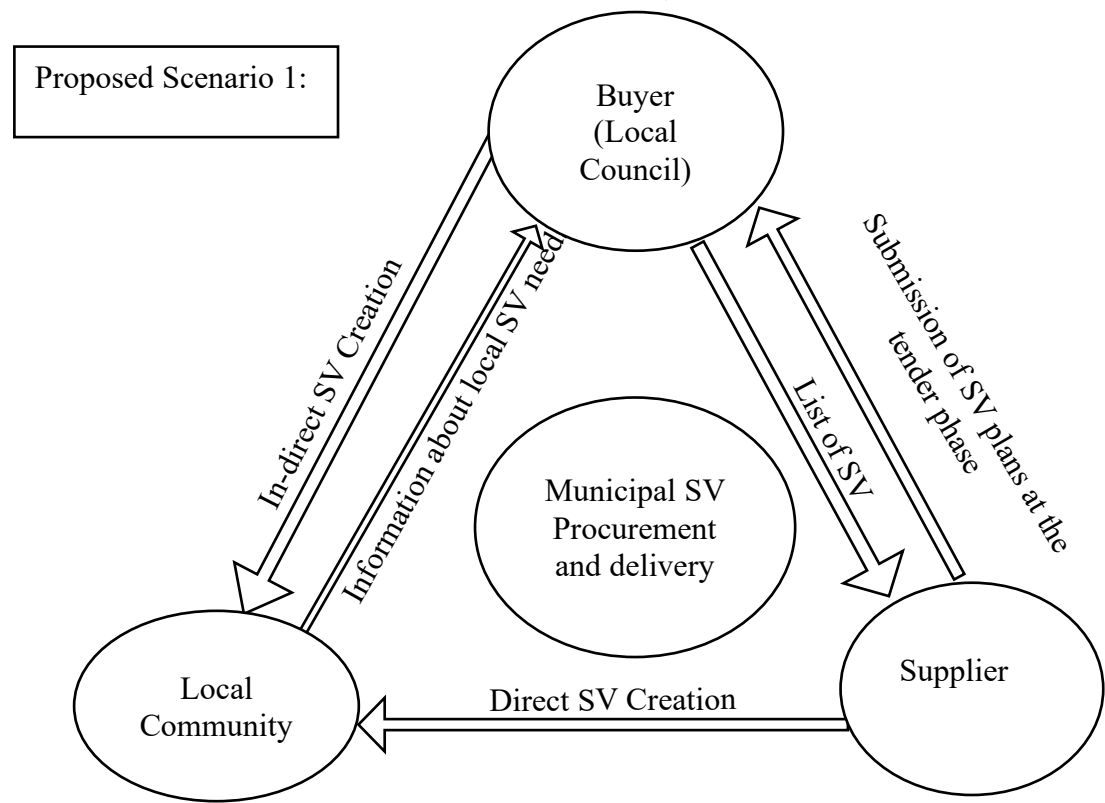 Proposed Scenario 1:
Buyer
(Local
Council)
In-direct SV Creation
Information about local SV need
List of SV
Submission of SV plans at the
tender phase
Municipal SV
Procurement
and delivery
Local
Community
Direct SV Creation
Supplier